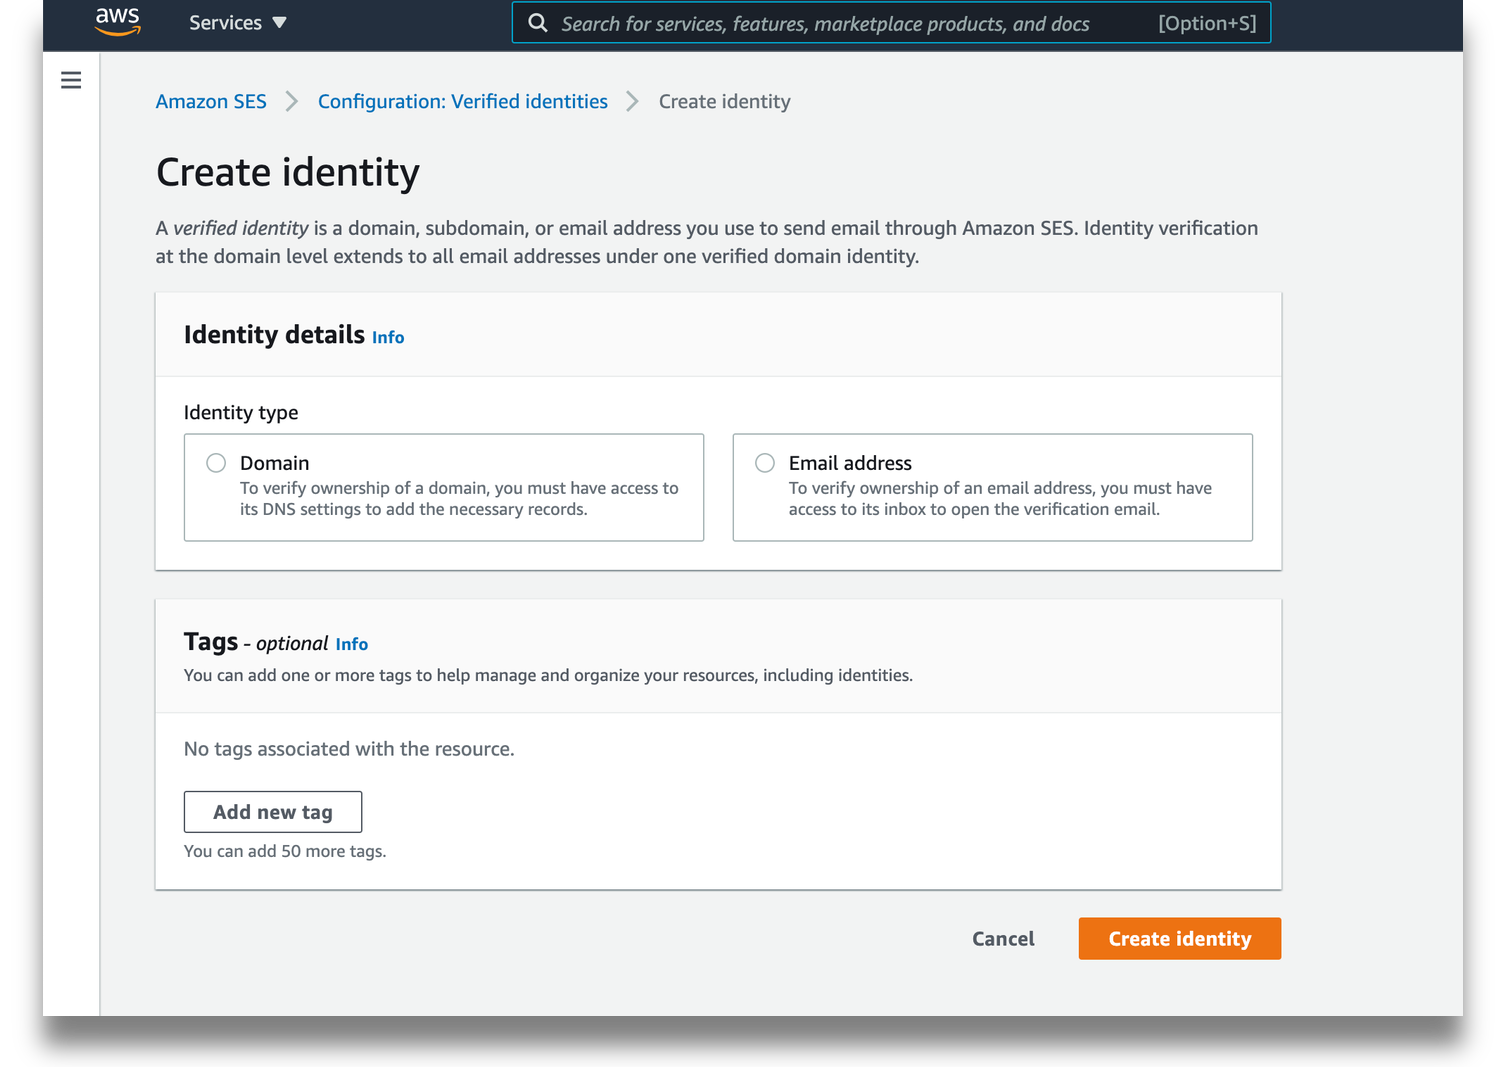 aws
Services
Search for services, features, marketplace products, and docs [Option+S]
Amazon SES > Configuration: Verified identities > Create identity
Create identity
A verified identity is a domain, subdomain, or email address you use to send email through Amazon SES. Identity verification
at the domain level extends to all email addresses under one verified domain identity.
Identity details Info
Identity type
Domain
To verify ownership of a domain, you must have access to
its DNS settings to add the necessary records.
Email address
To verify ownership of an email address, you must have
access to its inbox to open the verification email.
Tags - optional Info
You can add one or more tags to help manage and organize your resources, including identities.
No tags associated with the resource.
Add new tag
You can add 50 more tags.
Cancel
Create identity